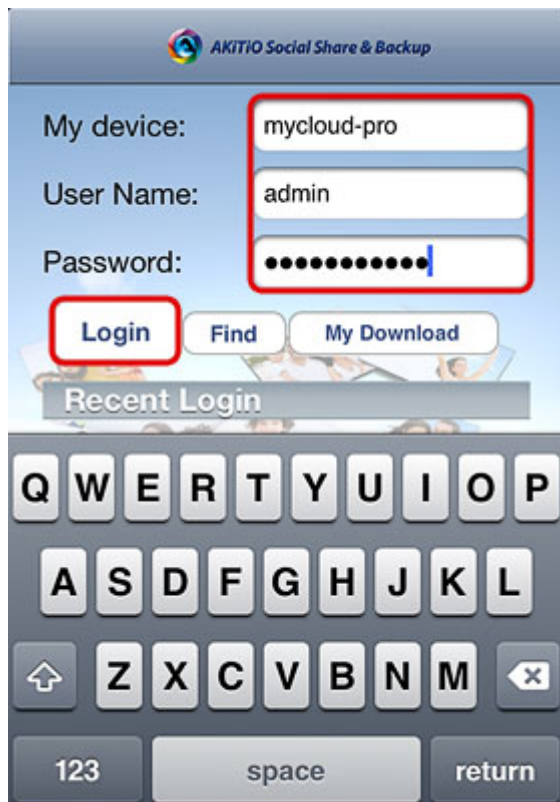 AKiTiO Social Share & Backup
My device: mycloud-pro
User Name: admin
Password: ●●●●●●●●●●●
Login Find My Download
Recent Login
Q W E R T Y U I O P
A S D F G H J K L
Z X C V B N M
123 space return